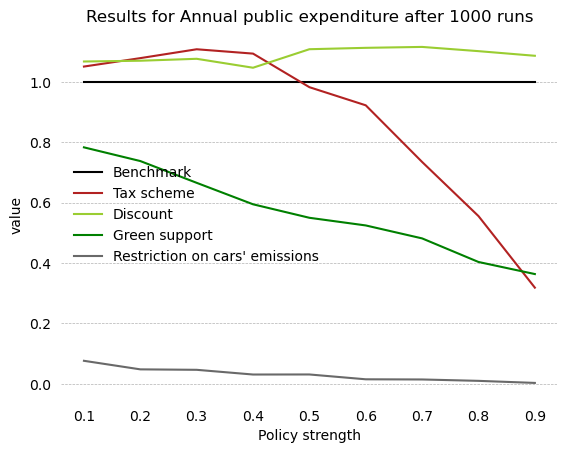 Results for Annual public expenditure after 1000 runs
value
1.0
0.8
0.6
0.4
0.2
0.0
Benchmark
Tax scheme
Discount
Green support
Restriction on cars' emissions
0.1 0.2 0.3 0.4 0.5 0.6 0.7 0.8 0.9
Policy strength